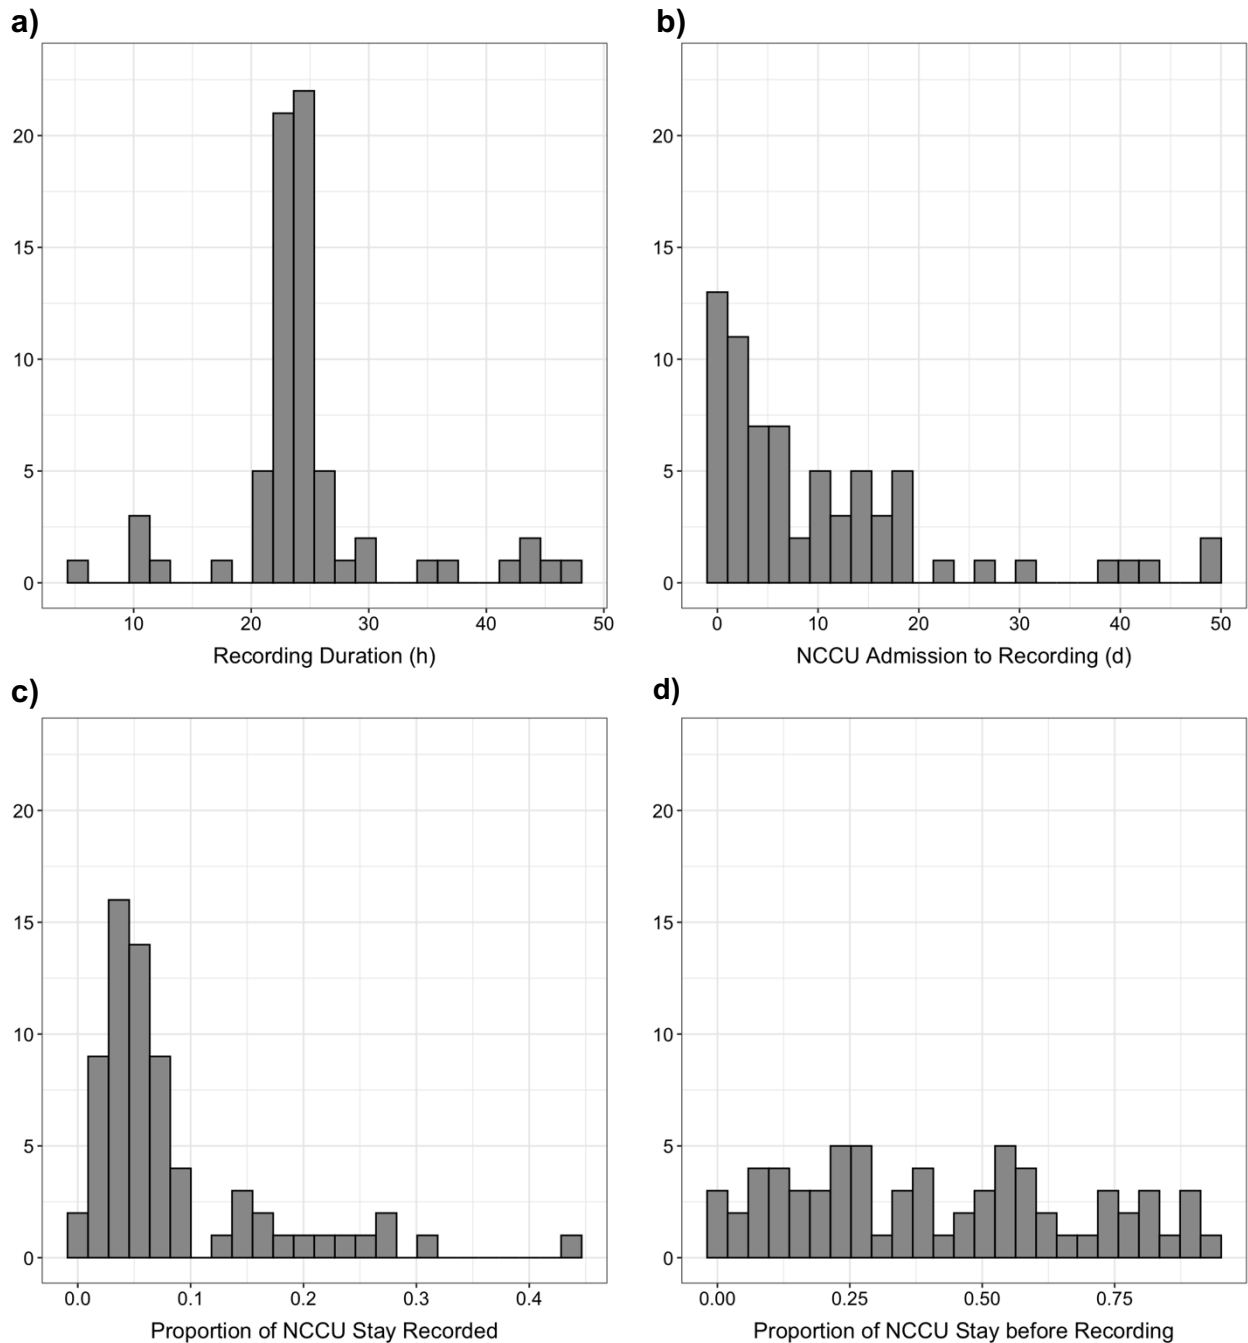 a)
20
15
10
5
0
10 20 30 40 50
Recording Duration (h)
b)
20
15
10
5
0
0 10 20 30 40 50
NCCU Admission to Recording (d)
c)
20
15
10
5
0
0.0 0.1 0.2 0.3 0.4
Proportion of NCCU Stay Recorded
d)
20
15
10
5
0
0.00 0.25 0.50 0.75
Proportion of NCCU Stay before Recording